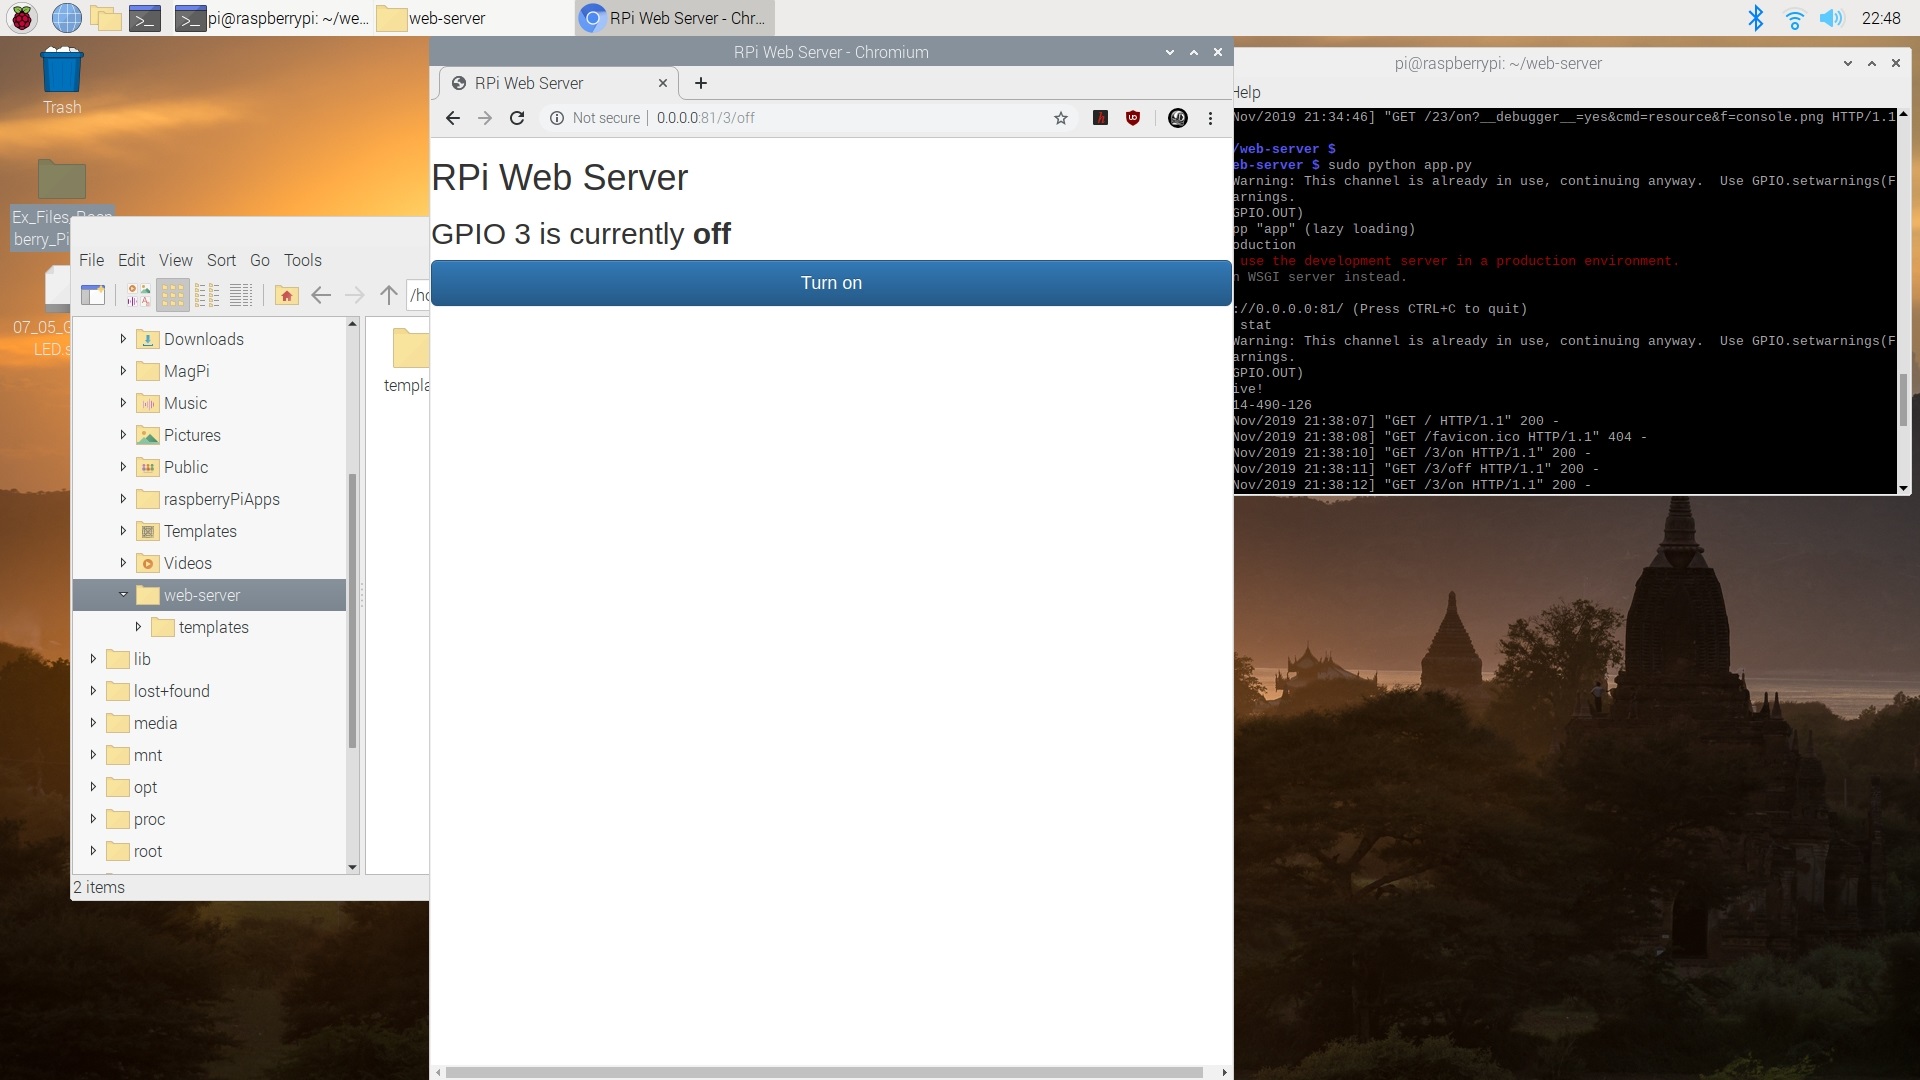 pi@raspberrypi: ~/we...
web-server
RPi Web Server - Chr...
22:48
Trash
Ex_Files_Rasp
berry_Pi
07_05_G
LED.s
File Edit View Sort Go Tools
/ho
Downloads
MagPi
Music
Pictures
Public
raspberryPiApps
Templates
Videos
web-server
templates
lib
lost+found
media
mnt
opt
proc
root
2 items
templa
RPi Web Server - Chromium
RPi Web Server
Not secure
0.0.0.0:81/3/off
RPi Web Server
GPIO 3 is currently off
Turn on
pi@raspberrypi: ~/web-server
Help
Nov/2019 21:34:46] "GET /23/on?__debugger__=yes&cmd=resource&f=console.png HTTP/1.1
/web-server $
eb-server $ sudo python app.py
Warning: This channel is already in use, continuing anyway.  Use GPIO.setwarnings(F
arnings.
GPIO.OUT)
pp "app" (lazy loading)
oduction
use the development server in a production environment.
n WSGI server instead.
://0.0.0.0:81/ (Press CTRL+C to quit)
stat
Warning: This channel is already in use, continuing anyway.  Use GPIO.setwarnings(F
arnings.
GPIO.OUT)
ive!
14-490-126
Nov/2019 21:38:07] "GET / HTTP/1.1" 200 -
Nov/2019 21:38:08] "GET /favicon.ico HTTP/1.1" 404 -
Nov/2019 21:38:10] "GET /3/on HTTP/1.1" 200 -
Nov/2019 21:38:11] "GET /3/off HTTP/1.1" 200 -
Nov/2019 21:38:12] "GET /3/on HTTP/1.1" 200 -